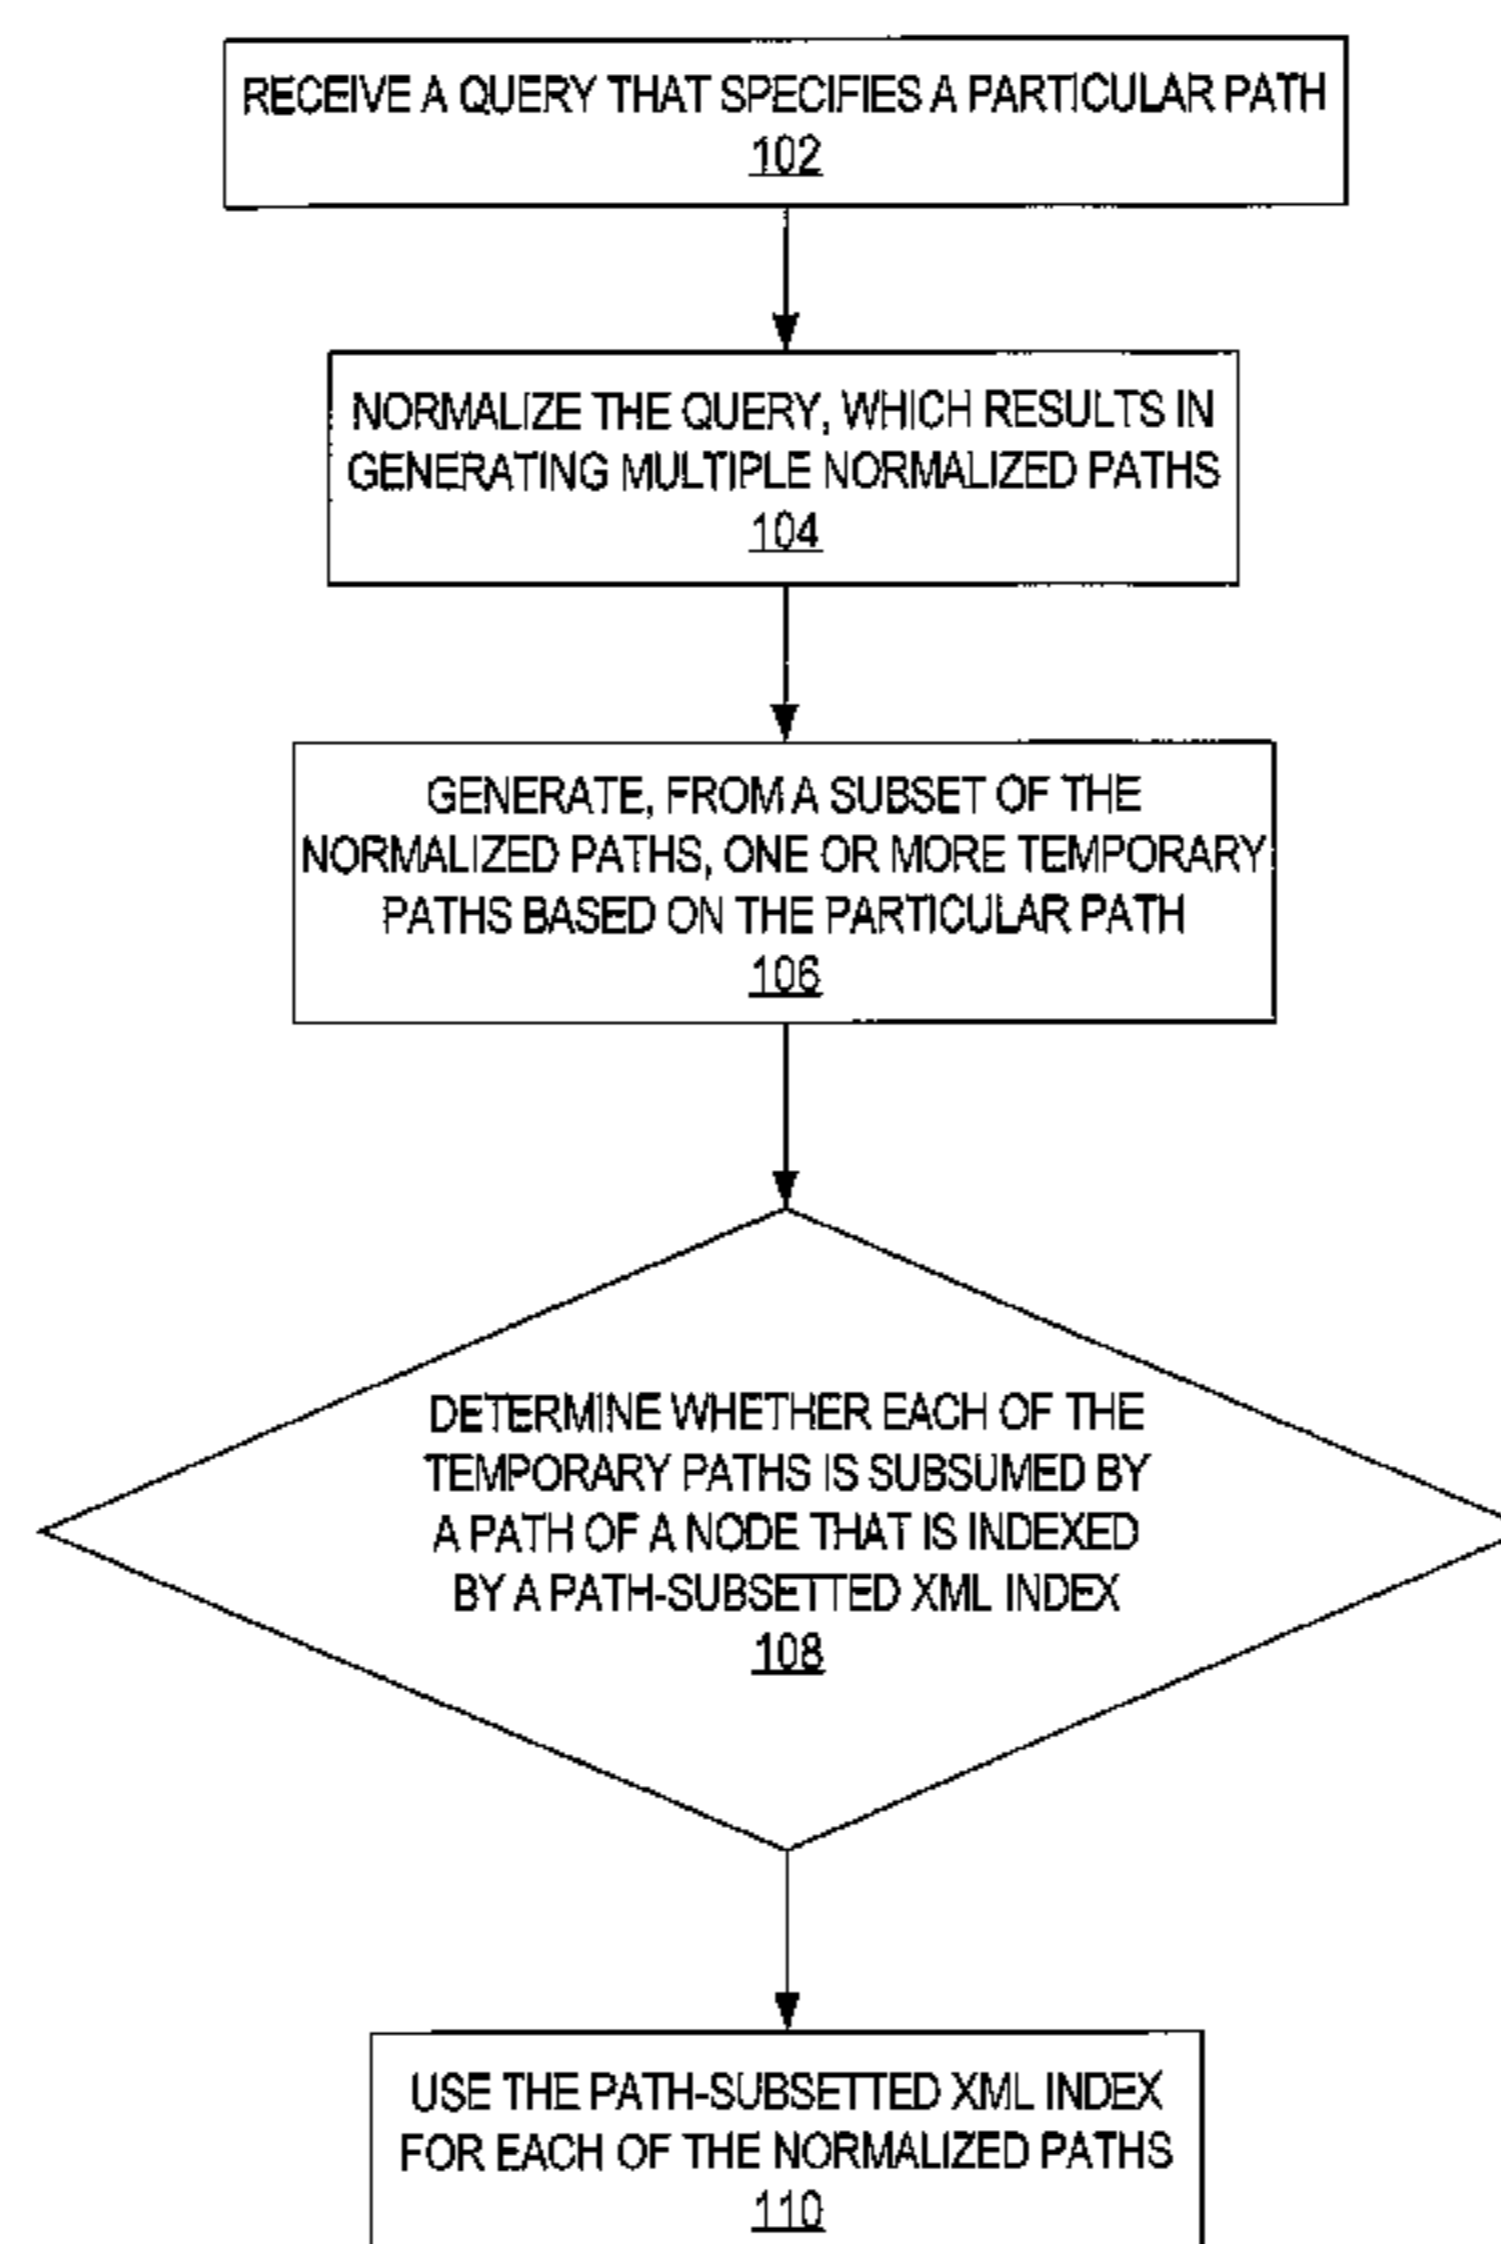 RECEIVE A QUERY THAT SPECIFIES A PARTICULAR PATH
102
NORMALIZE THE QUERY, WHICH RESULTS IN
GENERATING MULTIPLE NORMALIZED PATHS
104
GENERATE, FROM A SUBSET OF THE
NORMALIZED PATHS, ONE OR MORE TEMPORARY
PATHS BASED ON THE PARTICULAR PATH
106
DETERMINE WHETHER EACH OF THE
TEMPORARY PATHS IS SUBSUMED BY
A PATH OF A NODE THAT IS INDEXED
BY A PATH-SUBSETTED XML INDEX
108
USE THE PATH-SUBSETTED XML INDEX
FOR EACH OF THE NORMALIZED PATHS
110